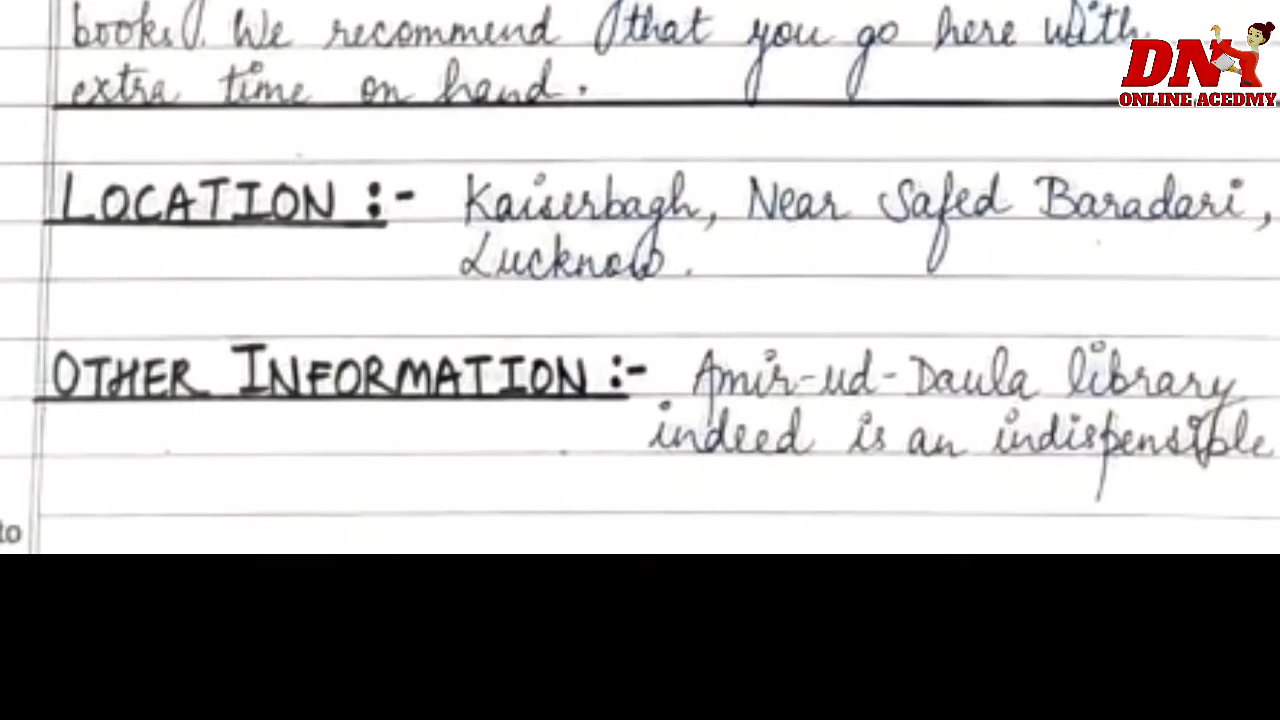 books). We recommend that you go here with
extra time on hand.
DN
ONLINE ACEDMY
LOCATION :- Kaiserbagh, Near Safed Baradari,
Lucknow.
OTHER INFORMATION :- Amir-ud-Daula library
indeed is an indispensible
to